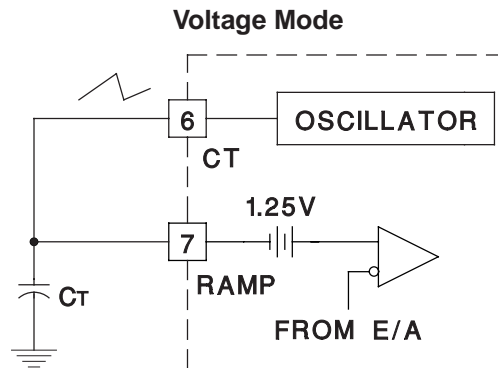 Voltage Mode
6
OSCILLATOR
CT
1.25V
7
RAMP
CT
FROM E/A